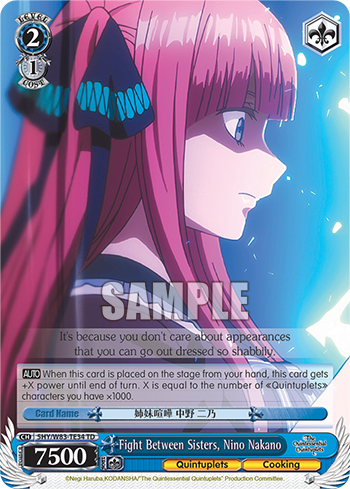 LEVEL
2
1
COST
SAMPLE
It's because you don't care about appearances
that you can go out dressed so shabbily.
AUTO When this card is placed on the stage from your hand, this card gets
+X power until end of turn. X is equal to the number of «Quintuplets»
characters you have ×1000.
Card Name
姉妹喧嘩 中野 二乃
CH 5HY/W83-TE34 TD
Fight Between Sisters, Nino Nakano
The Quintessential Quintuplets
POWER
7500
Quintuplets
Cooking
©Negi Haruba,KODANSHA/"The Quintessential Quintuplets" Production Committee.